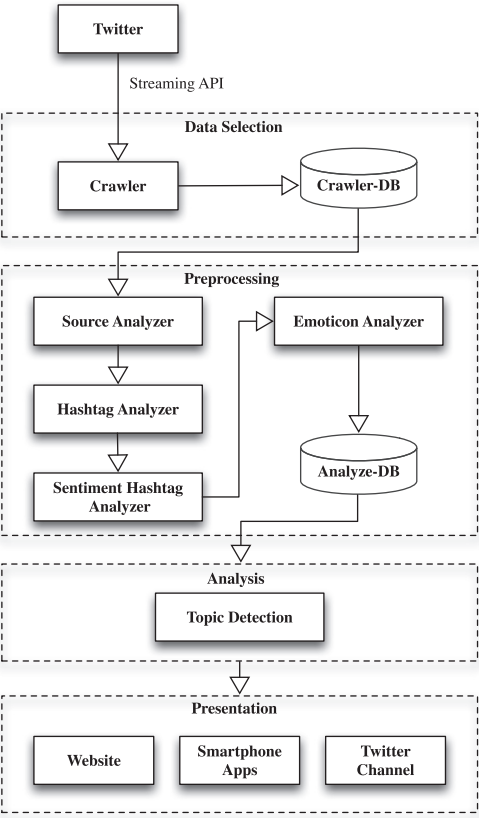 Twitter
Streaming API
Data Selection
Crawler
Crawler-DB
Preprocessing
Source Analyzer
Emoticon Analyzer
Hashtag Analyzer
Sentiment Hashtag
Analyzer
Analyze-DB
Analysis
Topic Detection
Presentation
Website
Smartphone
Apps
Twitter
Channel